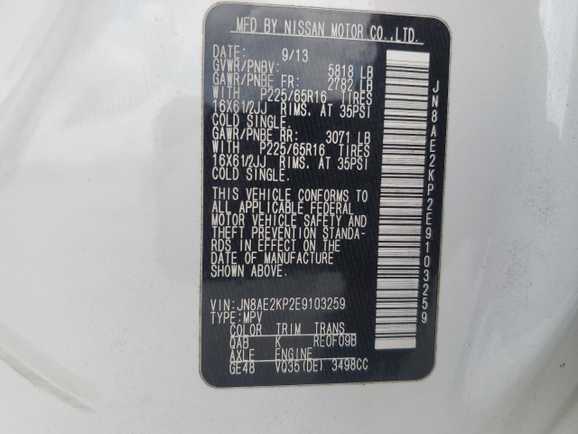 MFD BY NISSAN MOTOR CO.,LTD.
DATE: 9/13
GVWR/PNBV: 5818 LB
GAWR/PNBE FR: 2782 LB
WITH P225/65R16 TIRES
16X61/2JJ RIMS. AT 35PSI
COLD SINGLE.
GAWR/PNBE RR: 3071 LB
WITH P225/65R16 TIRES
16X61/2JJ RIMS. AT 35PSI
COLD SINGLE.
THIS VEHICLE CONFORMS TO
ALL APPLICABLE FEDERAL
MOTOR VEHICLE SAFETY AND
THEFT PREVENTION STANDA-
RDS IN EFFECT ON THE
DATE OF MANUFACTURE
SHOWN ABOVE.
VIN:JN8AE2KP2E9103259
TYPE:MPV
COLOR TRIM TRANS
QAB K RE0F09B
AXLE ENGINE
GE48 VQ35(DE) 3498CC
JN8AE2KP2E9103259